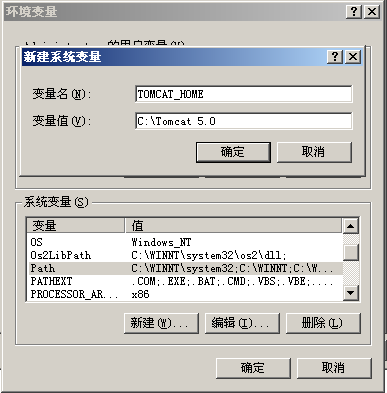 环境变量
新建系统变量
变量名(N):
TOMCAT_HOME
变量值(V):
C:\Tomcat 5.0
确定
取消
系统变量(S)
变量 值
OS Windows_NT
Os2LibPath C:\WINNT\system32\os2\dll;
Path C:\WINNT\system32;C:\WINNT;C:\W...
PATHEXT .COM;.EXE;.BAT;.CMD;.VBS;.VBE;....
PROCESSOR_AR... x86
新建(W)... 编辑(I)... 删除(L)
确定 取消